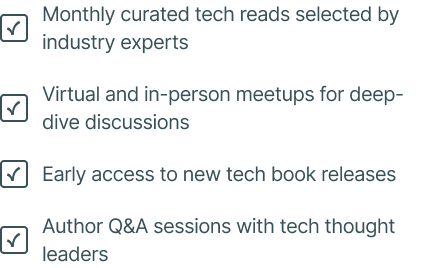 Monthly curated tech reads selected by
industry experts
Virtual and in-person meetups for deep-
dive discussions
Early access to new tech book releases
Author Q&A sessions with tech thought
leaders